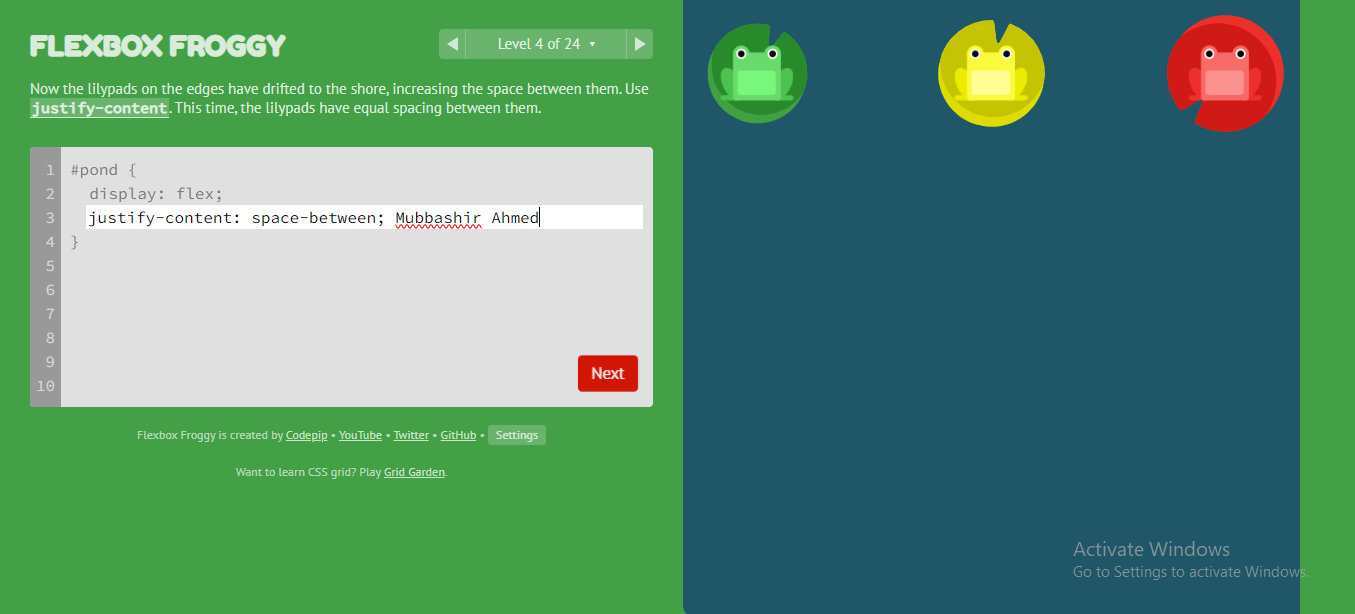 FLEXBOX FROGGY
Level 4 of 24
Now the lilypads on the edges have drifted to the shore, increasing the space between them. Use
justify-content. This time, the lilypads have equal spacing between them.
1 #pond {
2 display: flex;
3 justify-content: space-between; Mubbashir Ahmed
4 }
5
6
7
8
9
10
Next
Flexbox Froggy is created by Codepip • YouTube • Twitter • GitHub • Settings
Want to learn CSS grid? Play Grid Garden.
Activate Windows
Go to Settings to activate Windows.